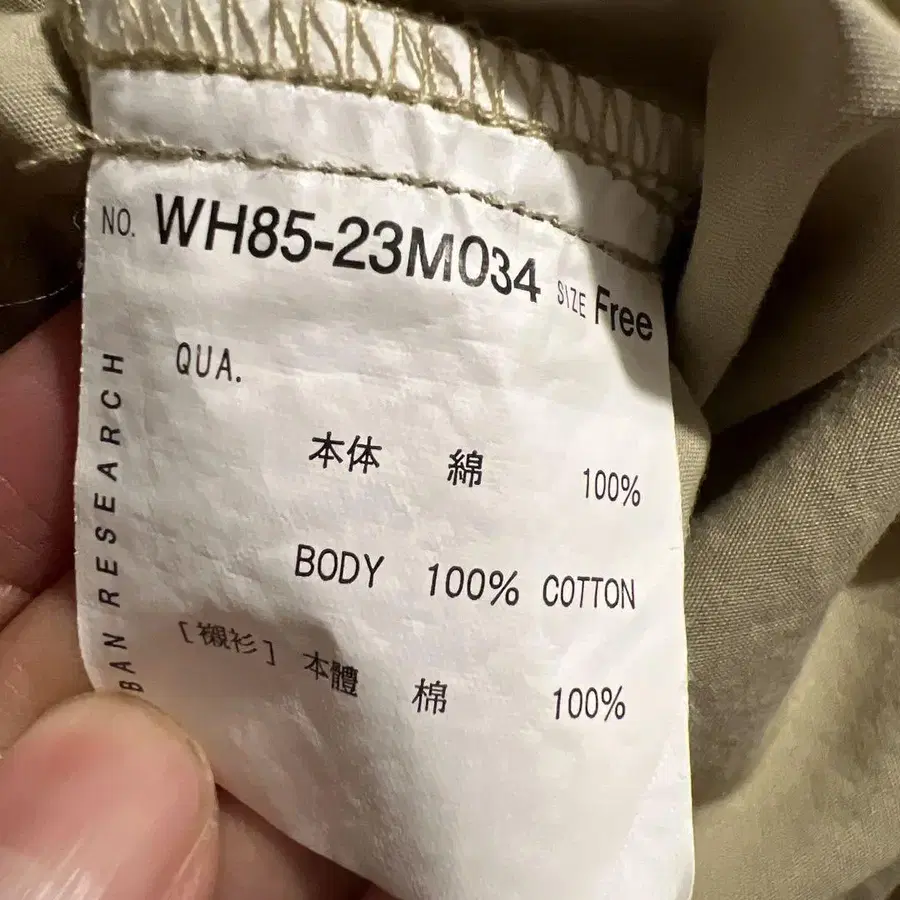 NO. WH85-23M034 SIZE Free
QUA.
本体 綿 100%
BODY 100% COTTON
[襯衫] 本體 棉 100%
BAN RESEARCH